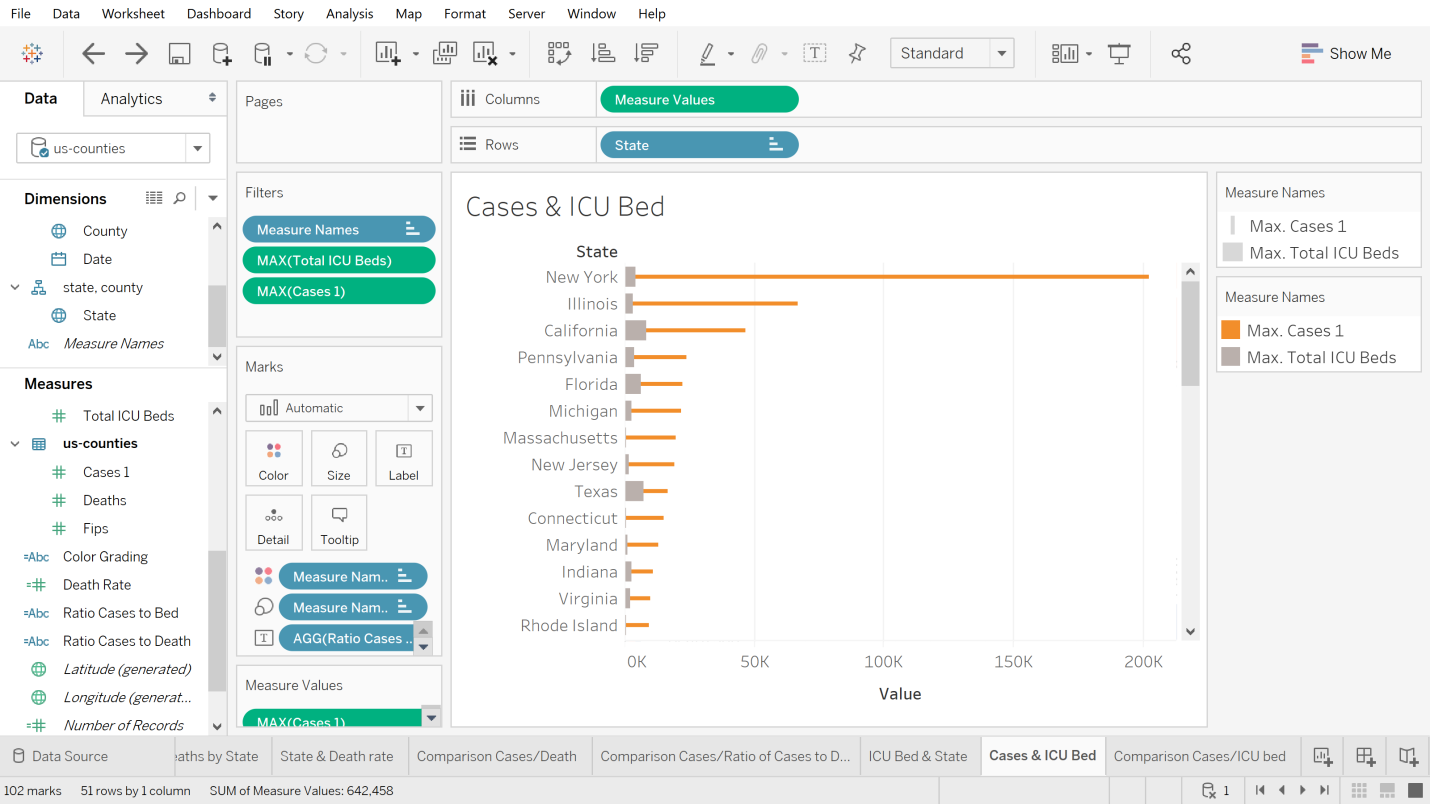 File Data Worksheet Dashboard Story Analysis Map Format Server Window Help
Standard
Show Me
Data Analytics
us-counties
Dimensions
County
Date
state, county
State
Abc Measure Names
Measures
Total ICU Beds
us-counties
Cases 1
Deaths
Fips
=Abc Color Grading
Death Rate
=Abc Ratio Cases to Bed
=Abc Ratio Cases to Death
Latitude (generated)
Longitude (generat...
Number of Records
Pages
Filters
Measure Names
MAX(Total ICU Beds)
MAX(Cases 1)
Marks
Automatic
Color Size Label
Detail Tooltip
Measure Nam..
Measure Nam..
AGG(Ratio Cases ..
Measure Values
MAX(Cases 1)
Columns Measure Values
Rows State
Cases & ICU Bed
State
New York
Illinois
California
Pennsylvania
Florida
Michigan
Massachusetts
New Jersey
Texas
Connecticut
Maryland
Indiana
Virginia
Rhode Island
0K 50K 100K 150K 200K
Value
Measure Names
Max. Cases 1
Max. Total ICU Beds
Measure Names
Max. Cases 1
Max. Total ICU Beds
Data Source eaths by State State & Death rate Comparison Cases/Death Comparison Cases/Ratio of Cases to D... ICU Bed & State Cases & ICU Bed Comparison Cases/ICU bed
102 marks 51 rows by 1 column SUM of Measure Values: 642,458 1